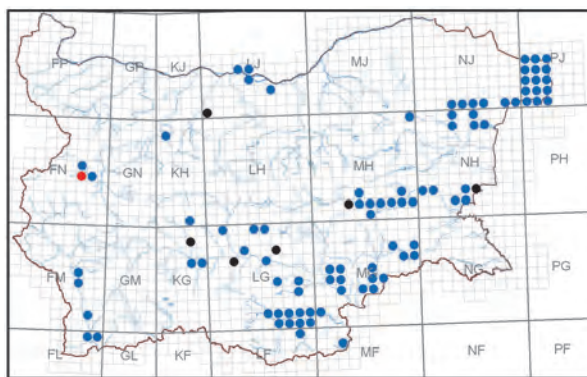 FP GP KJ LJ MJ NJ PJ
FN GN KH LH MH NH PH
FM GM KG LG NG PG
FL GL KF LF MF NF PF